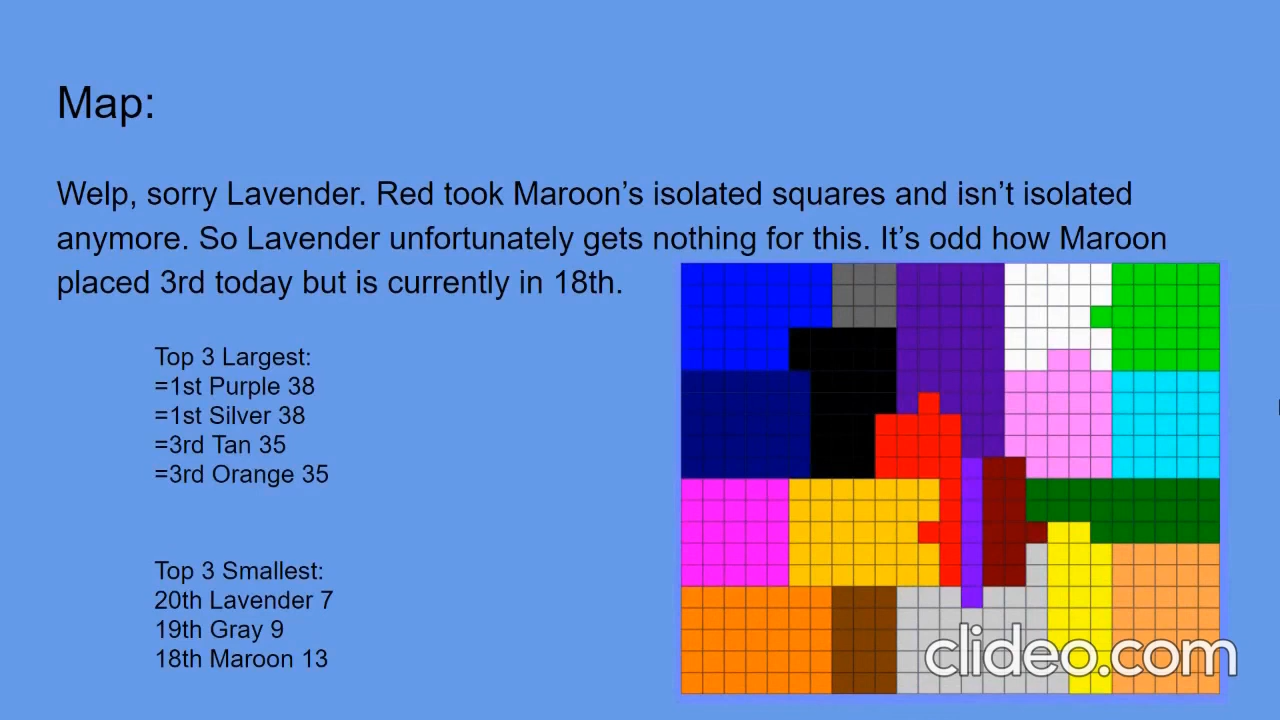 Map:
Welp, sorry Lavender. Red took Maroon’s isolated squares and isn’t isolated
anymore. So Lavender unfortunately gets nothing for this. It’s odd how Maroon
placed 3rd today but is currently in 18th.
Top 3 Largest:
=1st Purple 38
=1st Silver 38
=3rd Tan 35
=3rd Orange 35
Top 3 Smallest:
20th Lavender 7
19th Gray 9
18th Maroon 13
clideo.com